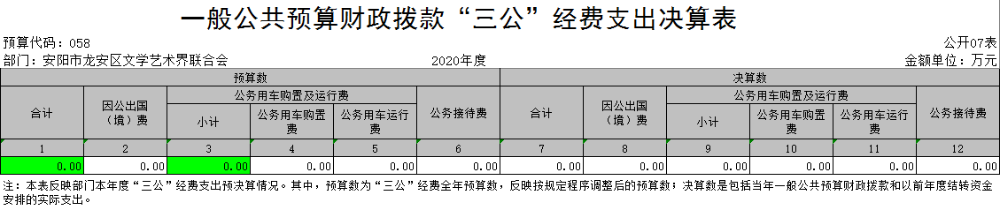 一般公共预算财政拨款“三公”经费支出决算表
预算代码：058
公开07表
部门：安阳市龙安区文学艺术界联合会
2020年度
金额单位：万元
预算数
决算数
合计
因公出国（境）费
公务用车购置及运行费
公务接待费
合计
因公出国（境）费
公务用车购置及运行费
公务接待费
小计
公务用车购置费
公务用车运行费
小计
公务用车购置费
公务用车运行费
1 2 3 4 5 6 7 8 9 10 11 12
0.00 0.00 0.00 0.00 0.00 0.00 0.00 0.00 0.00 0.00 0.00 0.00
注：本表反映部门本年度“三公”经费支出预决算情况。其中，预算数为“三公”经费全年预算数，反映按规定程序调整后的预算数；决算数是包括当年一般公共预算财政拨款和以前年度结转资金
安排的实际支出。